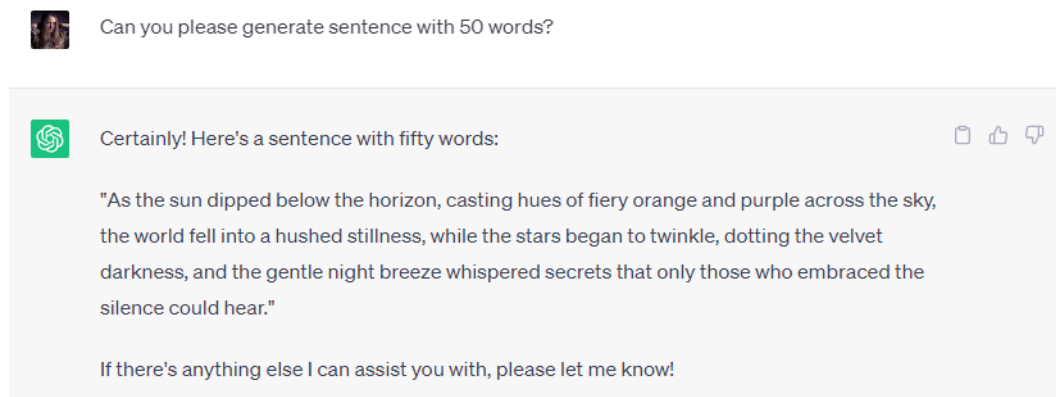 Can you please generate sentence with 50 words?
Certainly! Here's a sentence with fifty words:
"As the sun dipped below the horizon, casting hues of fiery orange and purple across the sky,
the world fell into a hushed stillness, while the stars began to twinkle, dotting the velvet
darkness, and the gentle night breeze whispered secrets that only those who embraced the
silence could hear."
If there's anything else I can assist you with, please let me know!